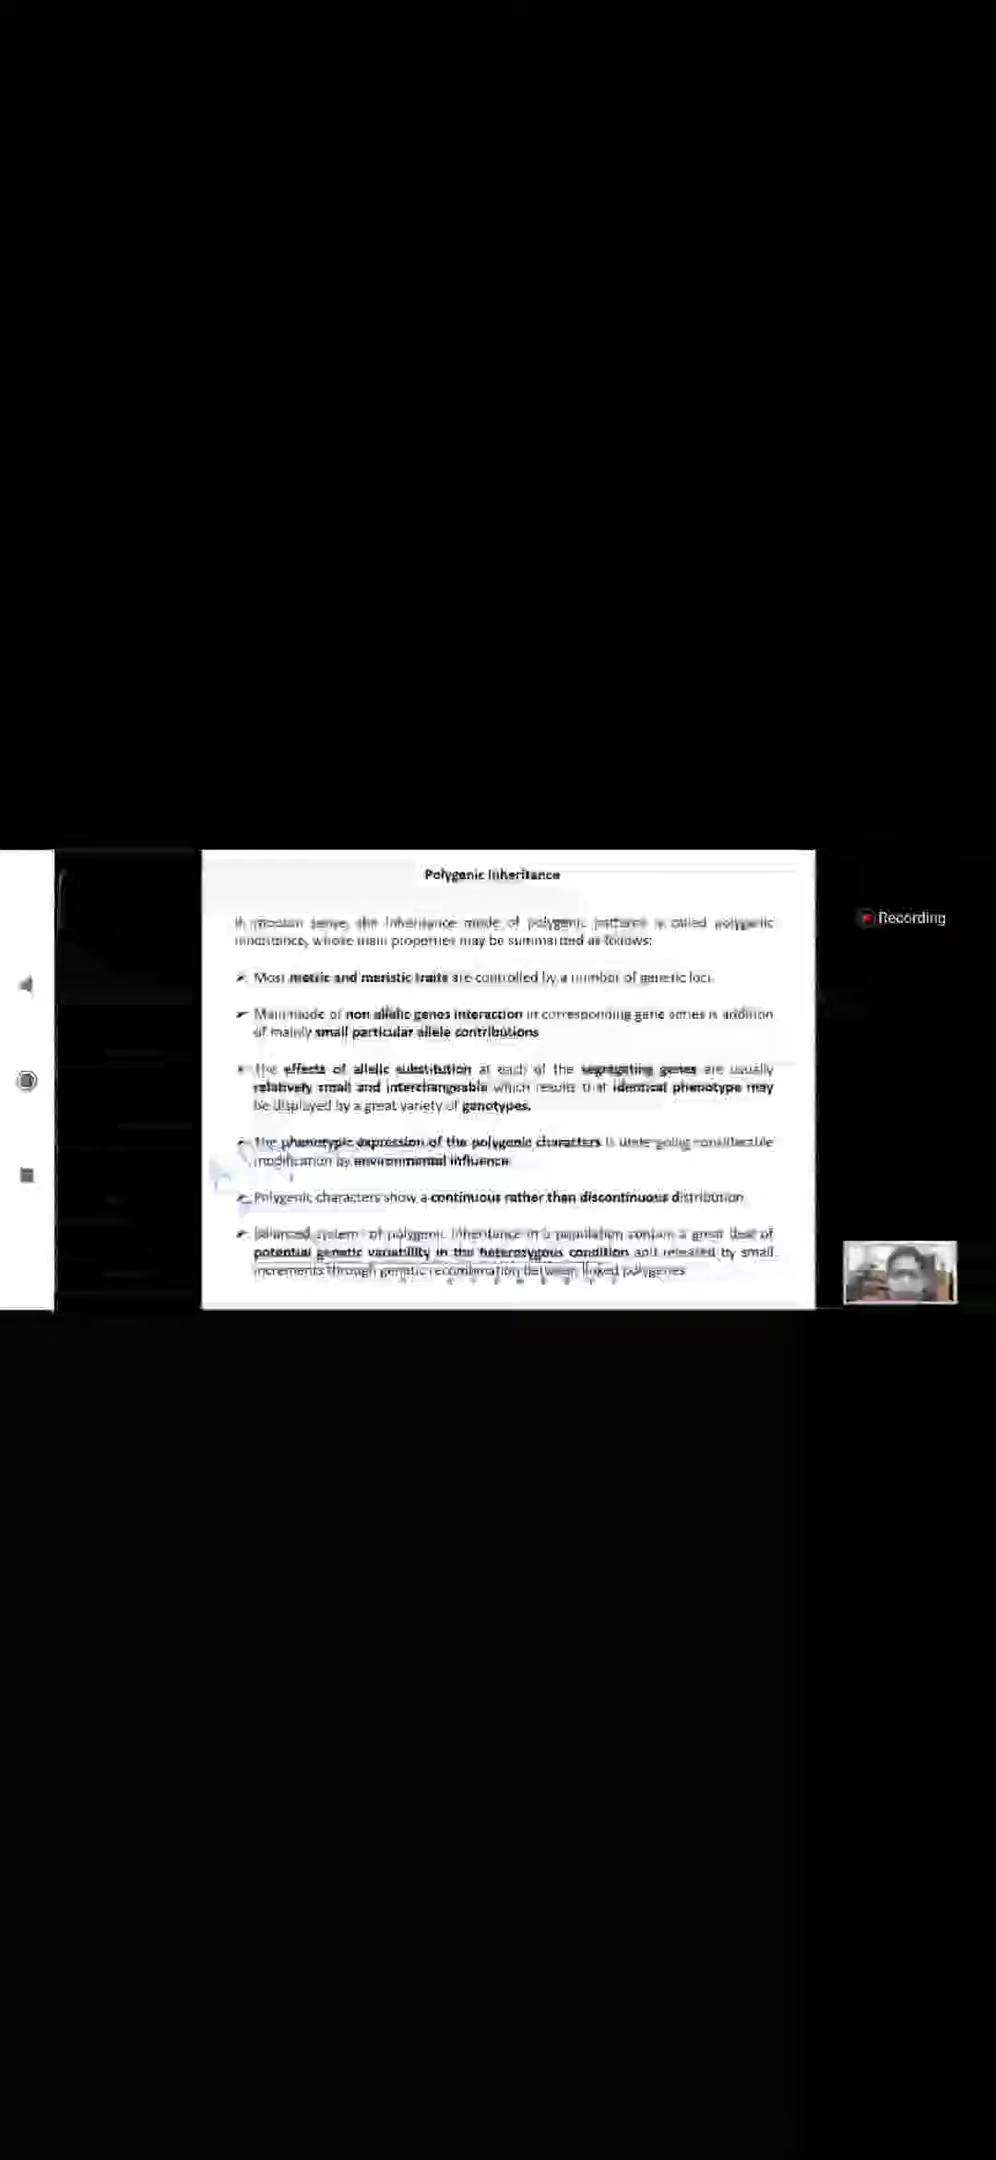 Polygenic Inheritance
In modern sense, the inheritance mode of polygenic patterns is called polygenic
inheritance, whose main properties may be summarized as follows:
➢ Most metric and meristic traits are controlled by a number of genetic loci.
➢ Main mode of non allelic genes interaction in corresponding gene series is addition
of mainly small particular allele contributions
➢ The effects of allelic substitution at each of the segregating genes are usually
relatively small and interchangeable which results that identical phenotype may
be displayed by a great variety of genotypes.
➢ The phenotypic expression of the polygenic characters is undergoing considerable
modification by environmental influence
➢ Polygenic characters show a continuous rather than discontinuous distribution
➢ Balanced system of polygenic inheritance in a population contain a great deal of
potential genetic variability in the heterozygous condition and released by small
increments through genetic recombination between linked polygenes
Recording